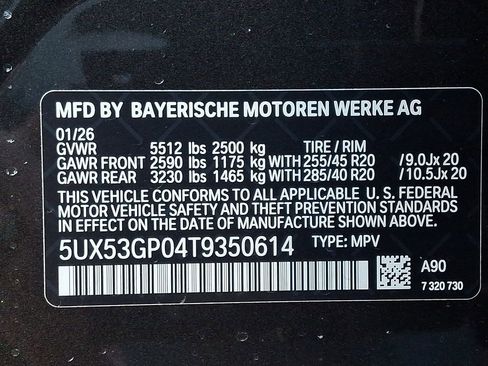 MFD BY BAYERISCHE MOTOREN WERKE AG
01/26
GVWR 5512 lbs 2500 kg TIRE / RIM
GAWR FRONT 2590 lbs 1175 kg WITH 255/45 R20 /9.0Jx 20
GAWR REAR 3230 lbs 1465 kg WITH 285/40 R20 /10.5Jx 20
THIS VEHICLE CONFORMS TO ALL APPLICABLE U. S. FEDERAL
MOTOR VEHICLE SAFETY AND THEFT PREVENTION STANDARDS
IN EFFECT ON THE DATE OF MANUFACTURE SHOWN ABOVE.
5UX53GP04T9350614 TYPE: MPV
A90
7 320 730